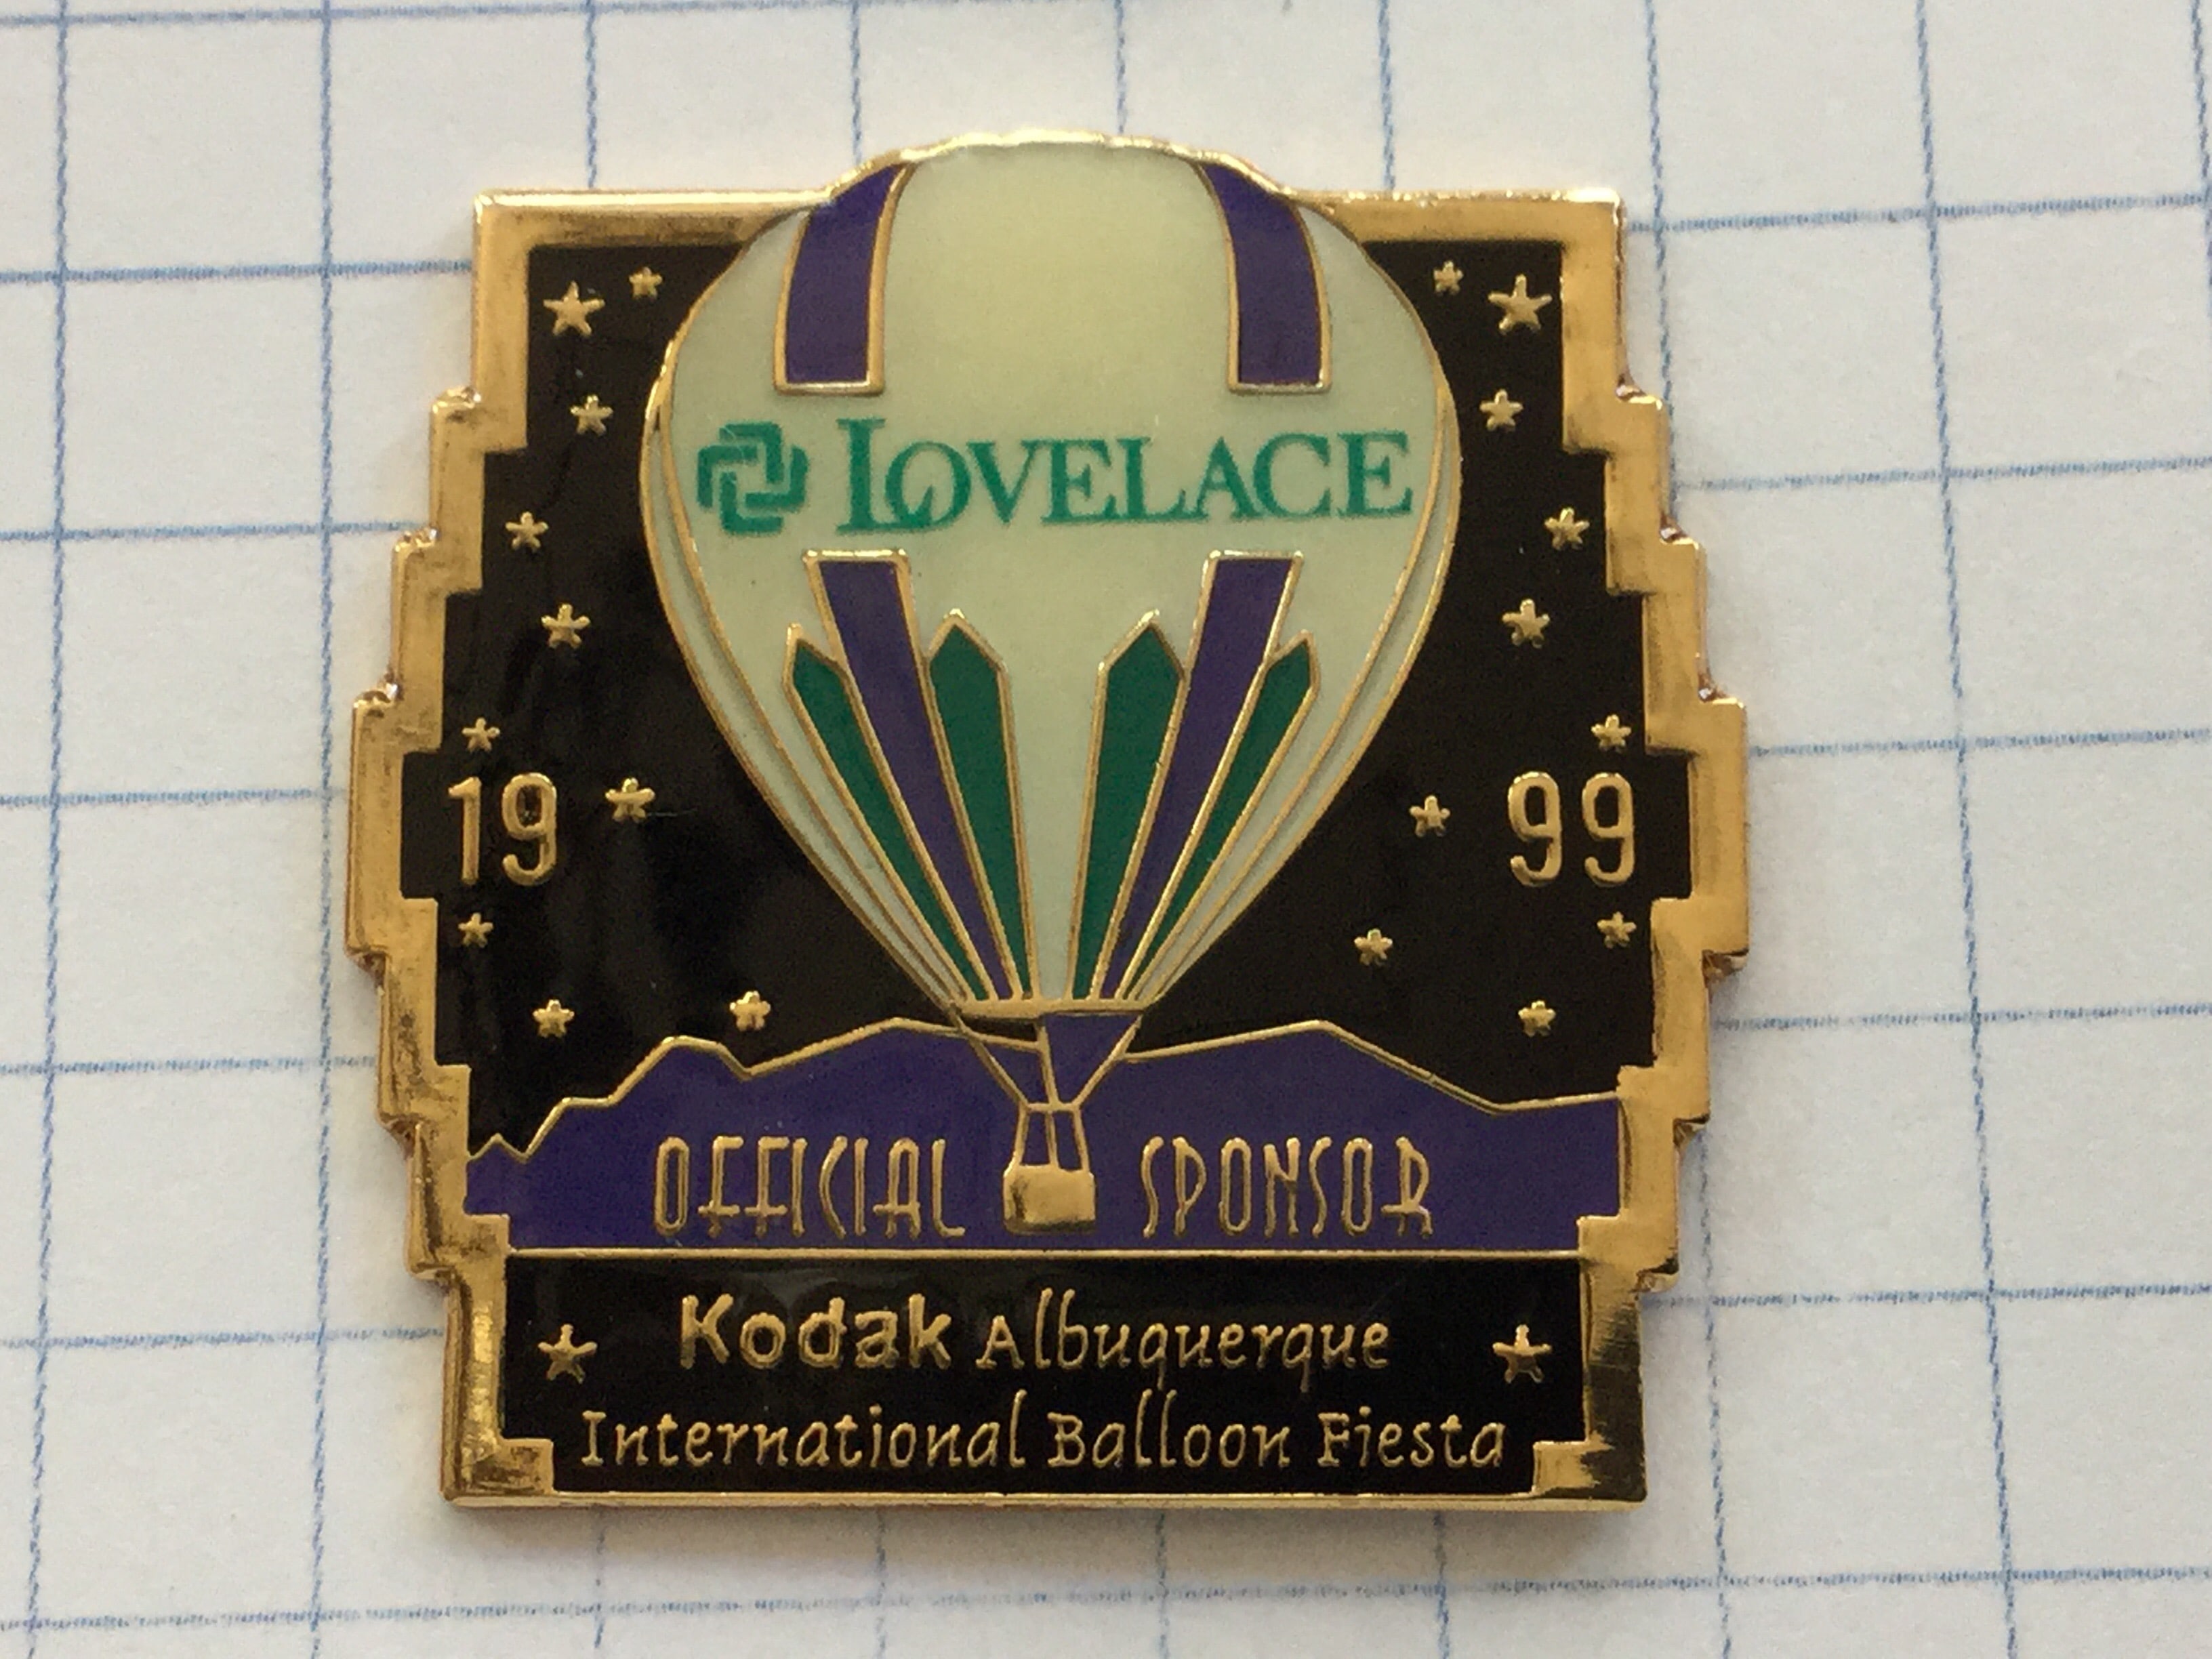 LOVELACE
19 99
OFFICIAL SPONSOR
Kodak Albuquerque
International Balloon Fiesta